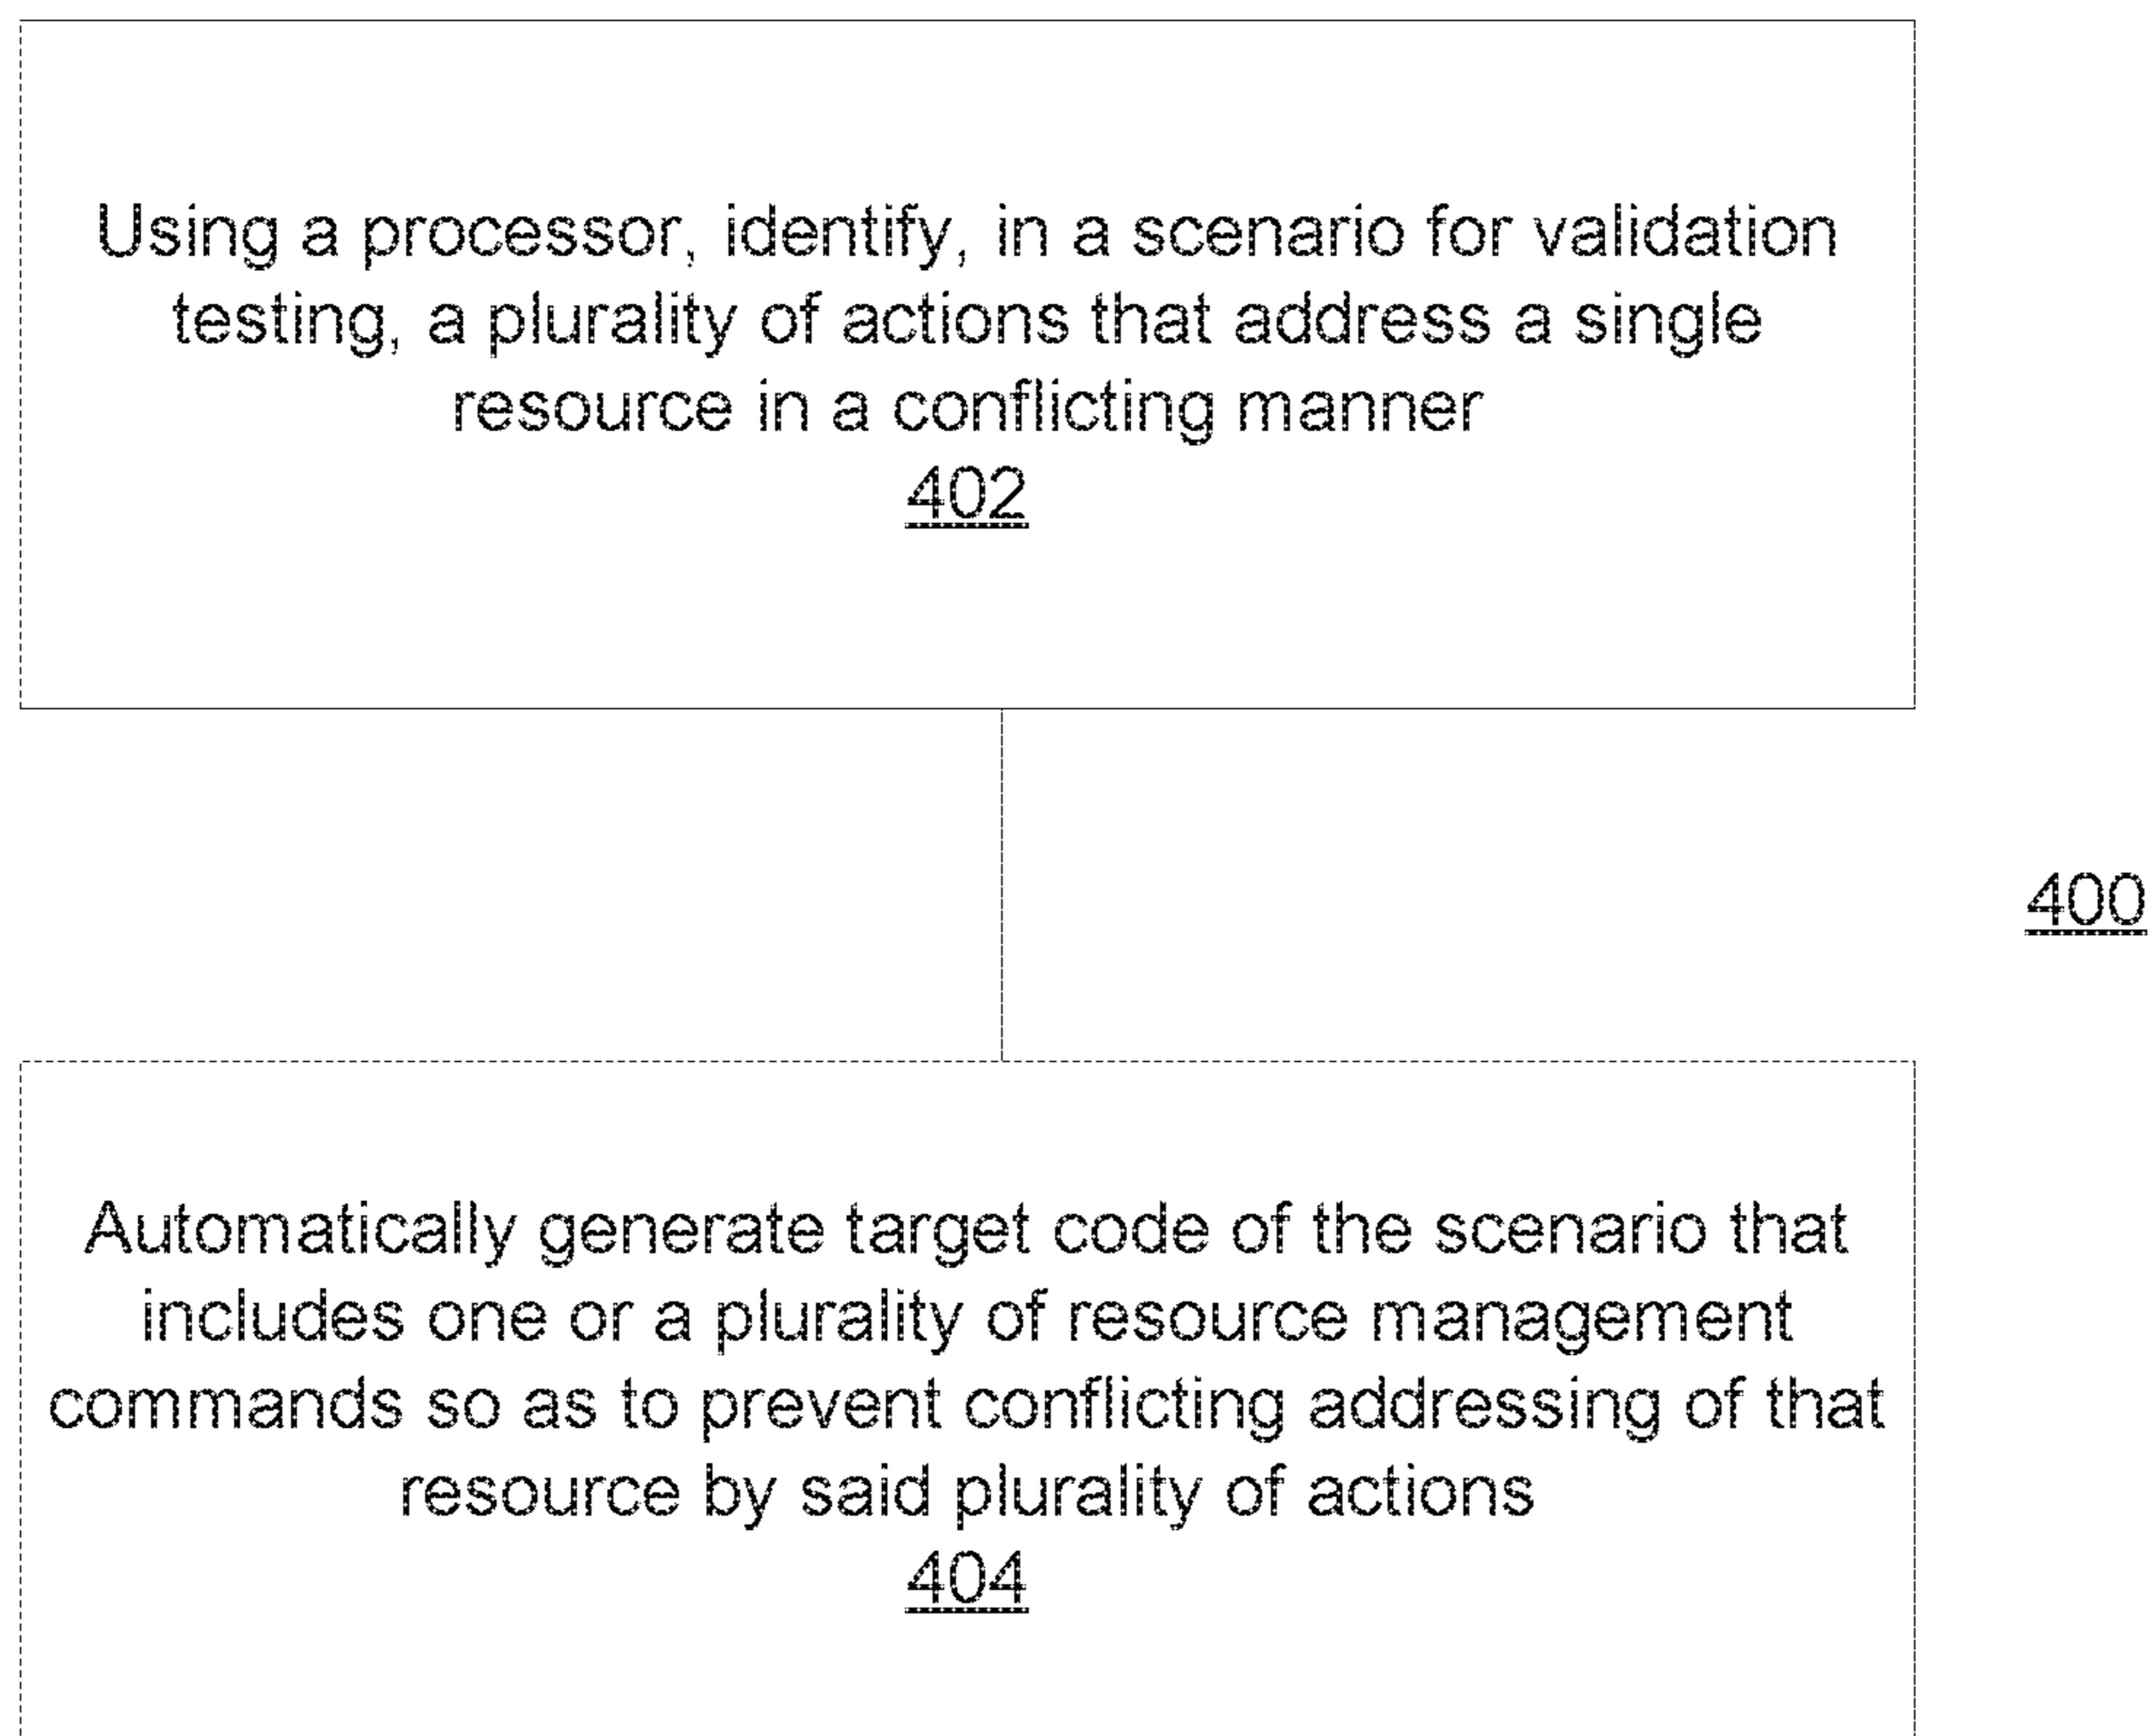 Using a processor, identify, in a scenario for validation
testing, a plurality of actions that address a single
resource in a conflicting manner
402
400
Automatically generate target code of the scenario that
includes one or a plurality of resource management
commands so as to prevent conflicting addressing of that
resource by said plurality of actions
404